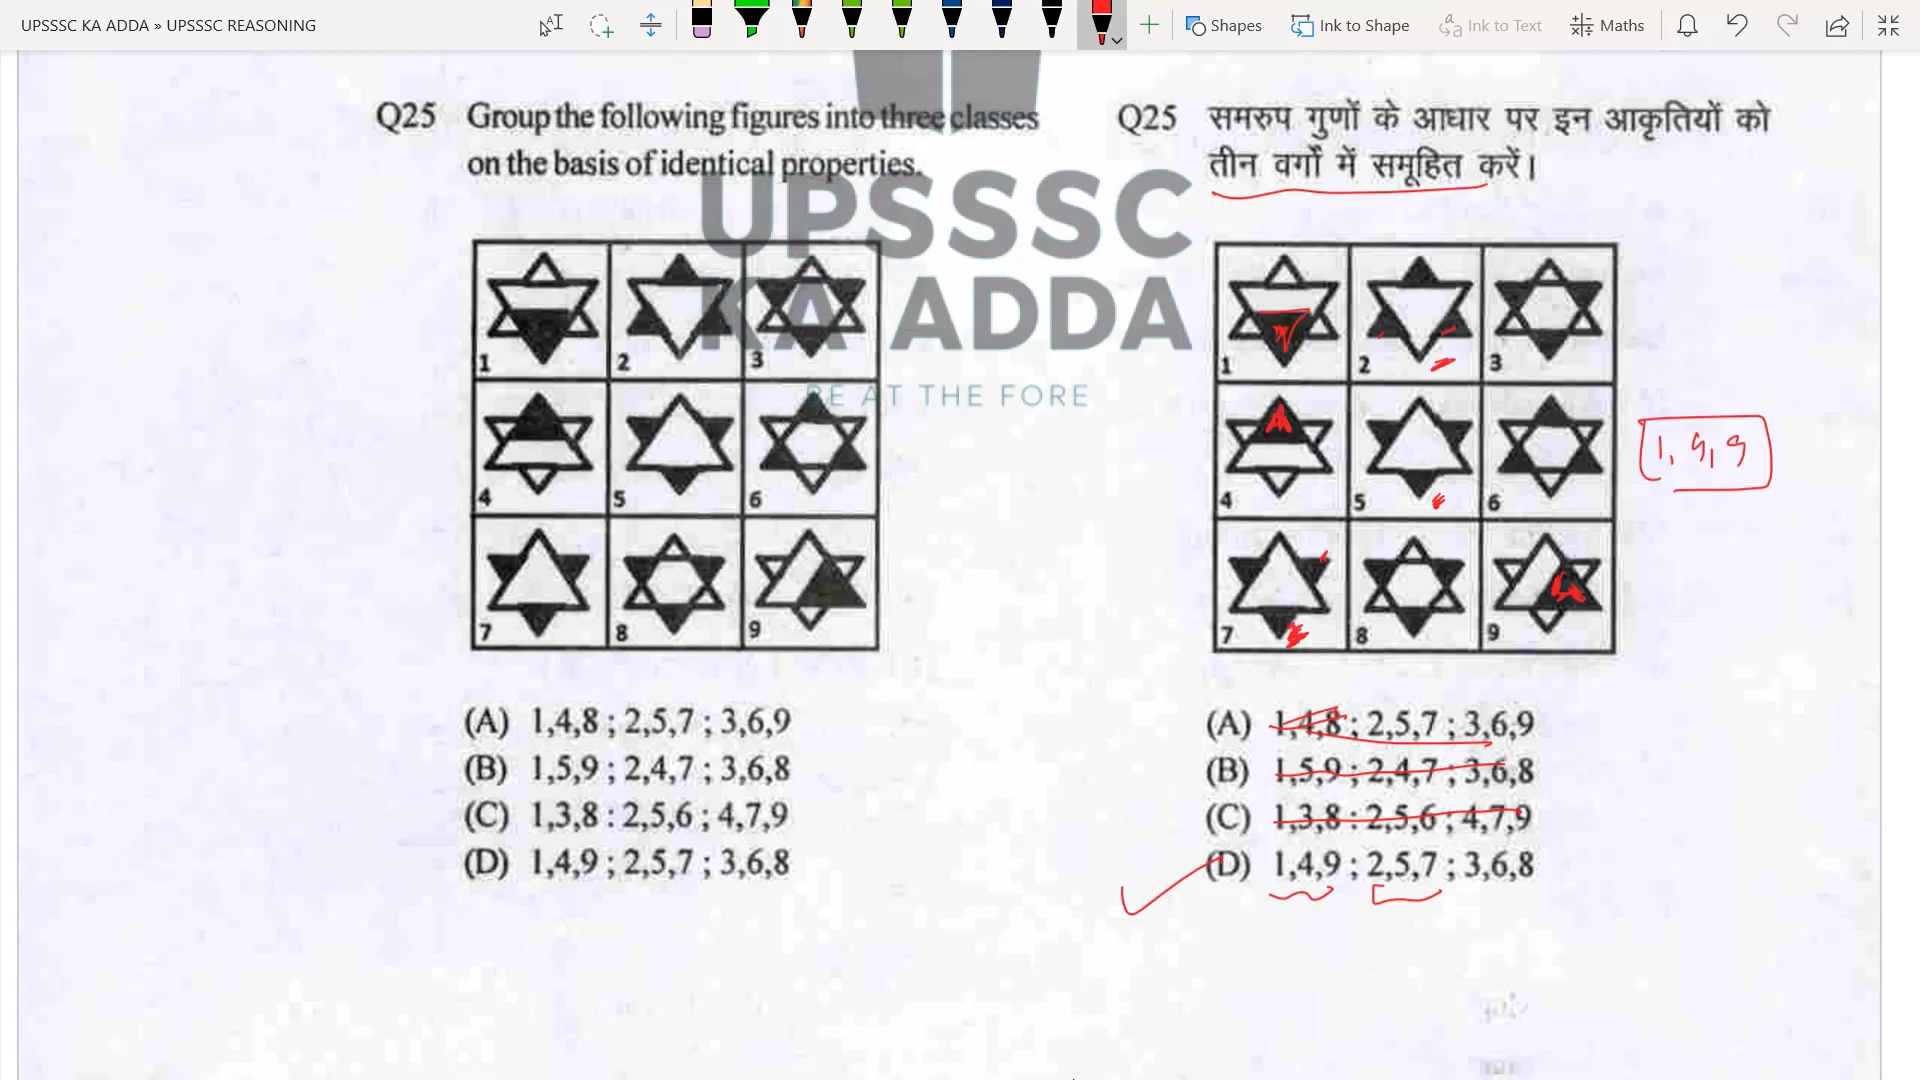 UPSSSC KA ADDA » UPSSSC REASONING
Shapes
Ink to Shape
Ink to Text
Maths
Q25 Group the following figures into three classes
on the basis of identical properties.
1 2 3
4 5 6
7 8 9
(A) 1,4,8 ; 2,5,7 ; 3,6,9
(B) 1,5,9 ; 2,4,7 ; 3,6,8
(C) 1,3,8 : 2,5,6 ; 4,7,9
(D) 1,4,9 ; 2,5,7 ; 3,6,8
UPSSSC
KA ADDA
BE AT THE FORE
Q25 समरुप गुणों के आधार पर इन आकृतियों को
तीन वर्गों में समूहित करें।
1 2 3
4 5 6
7 8 9
1, 4, 9
(A) 1,4,8 ; 2,5,7 ; 3,6,9
(B) 1,5,9 ; 2,4,7 ; 3,6,8
(C) 1,3,8 : 2,5,6 ; 4,7,9
(D) 1,4,9 ; 2,5,7 ; 3,6,8